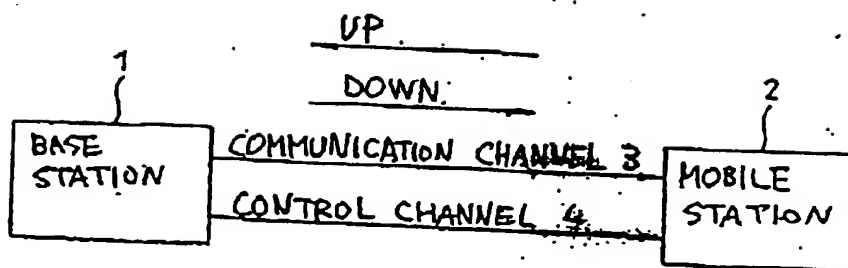 UP
DOWN
1
2
BASE
STATION
COMMUNICATION CHANNEL 3
CONTROL CHANNEL 4
MOBILE
STATION